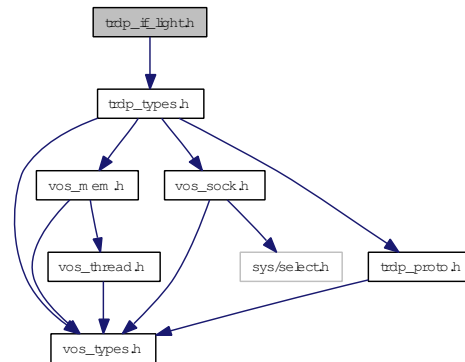 trdp_if_light.h
trdp_types.h
vos_mem.h
vos_sock.h
vos_thread.h
sys/select.h
trdp_proto.h
vos_types.h